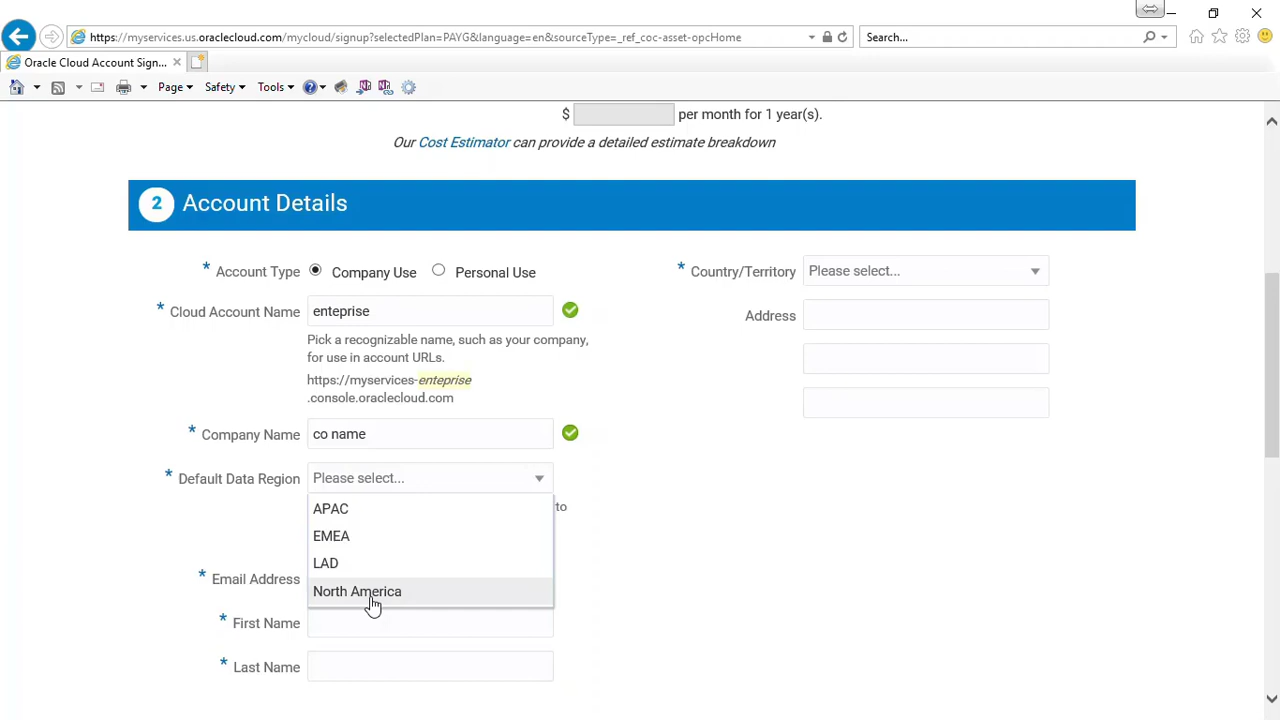 https://myservices.us.oraclecloud.com/mycloud/signup?selectedPlan=PAYG&language=en&sourceType=_ref_coc-asset-opcHome
Search...
Oracle Cloud Account Sign...
Page
Safety
Tools
$ per month for 1 year(s).
Our Cost Estimator can provide a detailed estimate breakdown
2 Account Details
* Account Type Company Use Personal Use
* Country/Territory Please select...
* Cloud Account Name enteprise
Address
Pick a recognizable name, such as your company,
for use in account URLs.
https://myservices-enteprise
.console.oraclecloud.com
* Company Name co name
* Default Data Region Please select...
APAC
to
EMEA
LAD
* Email Address
North America
* First Name
* Last Name